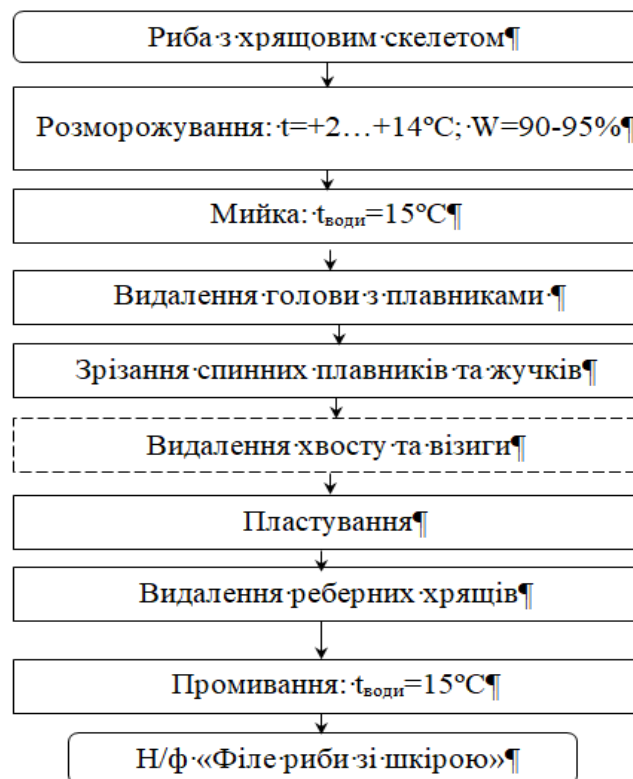 Риба·з·хрящовим·скелетом¶
Розморожування:·t=+2…+14ºС;·W=90-95%¶
Мийка:·tводи=15ºС¶
Видалення·голови·з·плавниками·¶
Зрізання·спинних·плавників·та·жучків¶
Видалення·хвосту·та·візиги¶
Пластування¶
Видалення·реберних·хрящів¶
Промивання:·tводи=15ºС¶
Н/ф·«Філе·риби·зі·шкірою»¶